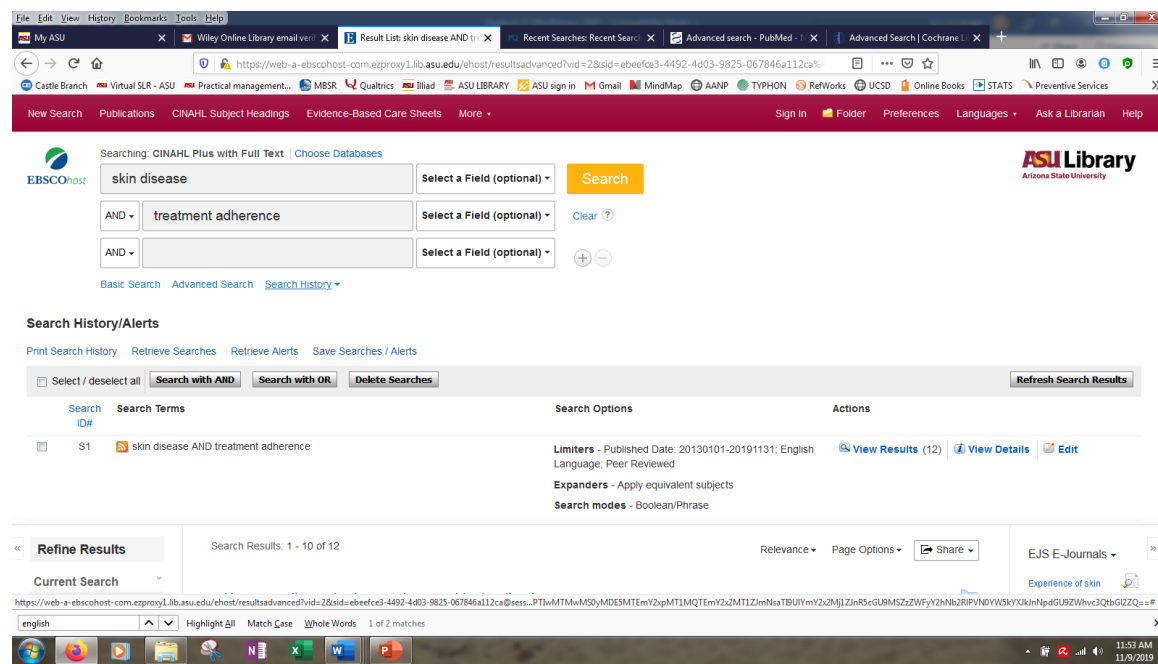 File Edit View History Bookmarks Tools Help
My ASU
Wiley Online Library email veri
Result List: skin disease AND tre
Recent Searches: Recent Search
Advanced search - PubMed -
Advanced Search | Cochrane Li
https://web-a-ebscohost-com.ezproxy1.lib.asu.edu/ehost/resultsadvanced?vid=2&sid=ebeefce3-4492-4d03-9825-067846a112ca%
Castle Branch Virtual SLR - ASU Practical management... MBSR Qualtrics Illiad ASU LIBRARY ASU sign in Gmail MindMap AANP TYPHON RefWorks UCSD Online Books STATS Preventive Services
New Search Publications CINAHL Subject Headings Evidence-Based Care Sheets More Sign In Folder Preferences Languages Ask a Librarian Help
Searching: CINAHL Plus with Full Text | Choose Databases
EBSCOhost
skin disease Select a Field (optional) Search
AND treatment adherence Select a Field (optional) Clear ?
AND Select a Field (optional)
ASU Library
Arizona State University
Basic Search Advanced Search Search History
Search History/Alerts
Print Search History Retrieve Searches Retrieve Alerts Save Searches / Alerts
Select / deselect all Search with AND Search with OR Delete Searches Refresh Search Results
Search ID# Search Terms Search Options Actions
S1 skin disease AND treatment adherence
Limiters - Published Date: 20130101-20191131; English
Language; Peer Reviewed
Expanders - Apply equivalent subjects
Search modes - Boolean/Phrase
View Results (12) View Details Edit
Refine Results
Search Results: 1 - 10 of 12
Relevance Page Options Share
EJS E-Journals
Current Search
Experience of skin
english Highlight All Match Case Whole Words 1 of 2 matches
11:53 AM
11/9/2019